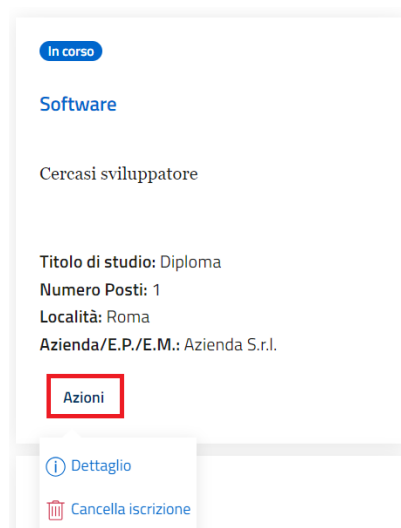 In corso
Software
Cercasi sviluppatore
Titolo di studio: Diploma
Numero Posti: 1
Località: Roma
Azienda/E.P./E.M.: Azienda S.r.l.
Azioni
Dettaglio
Cancella iscrizione